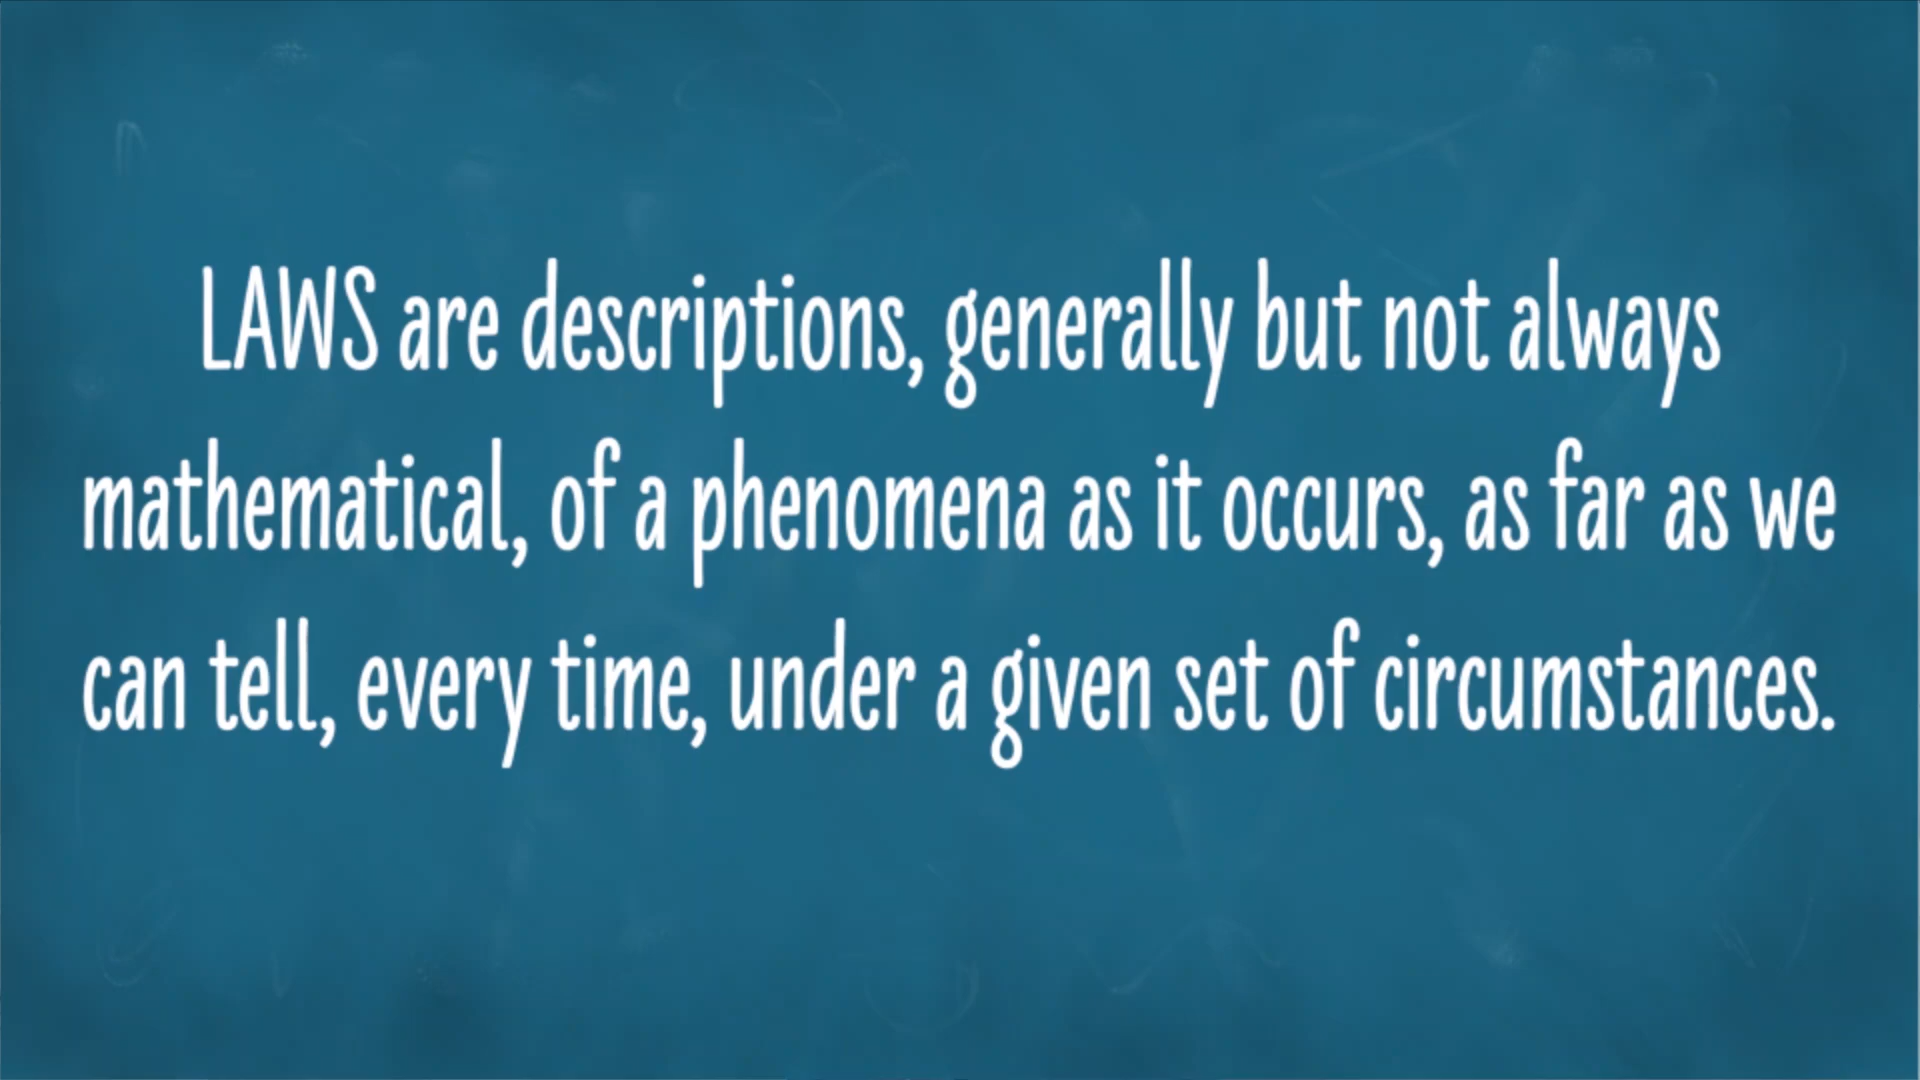 LAWS are descriptions, generally but not always
mathematical, of a phenomena as it occurs, as far as we
can tell, every time, under a given set of circumstances.